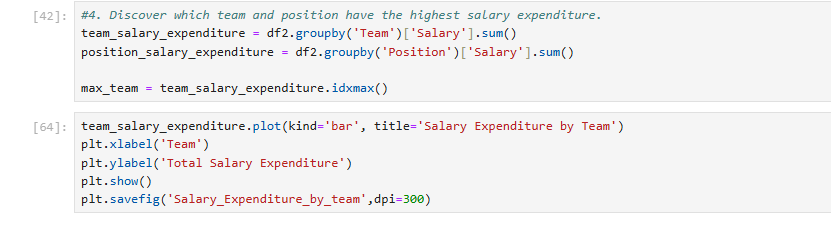 [42]: #4. Discover which team and position have the highest salary expenditure.
team_salary_expenditure = df2.groupby('Team')['Salary'].sum()
position_salary_expenditure = df2.groupby('Position')['Salary'].sum()
max_team = team_salary_expenditure.idxmax()
[64]: team_salary_expenditure.plot(kind='bar', title='Salary Expenditure by Team')
plt.xlabel('Team')
plt.ylabel('Total Salary Expenditure')
plt.show()
plt.savefig('Salary_Expenditure_by_team',dpi=300)